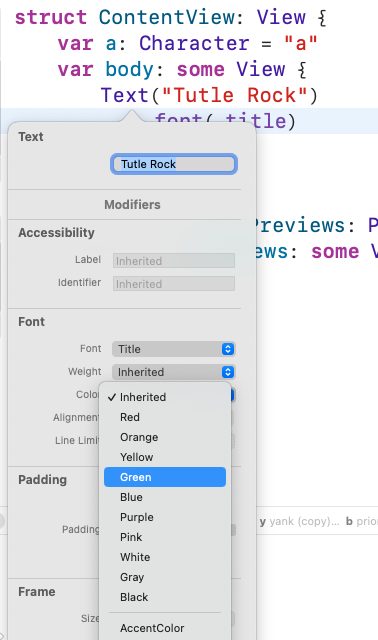 struct ContentView: View {
var a: Character = "a"
var body: some View {
Text("Tutle Rock")
font(.title)
Text
Tutle Rock
Modifiers
Previews: P
Accessibility
ews: some V
Label Inherited
Identifier Inherited
Font
Font Title
Weight Inherited
Color
✓ Inherited
Alignment
Red
Line Limit
Orange
Yellow
Padding
Green
Blue
y yank (copy)... b prior
Purple
Padding
Pink
White
Gray
Frame
Black
Size
AccentColor